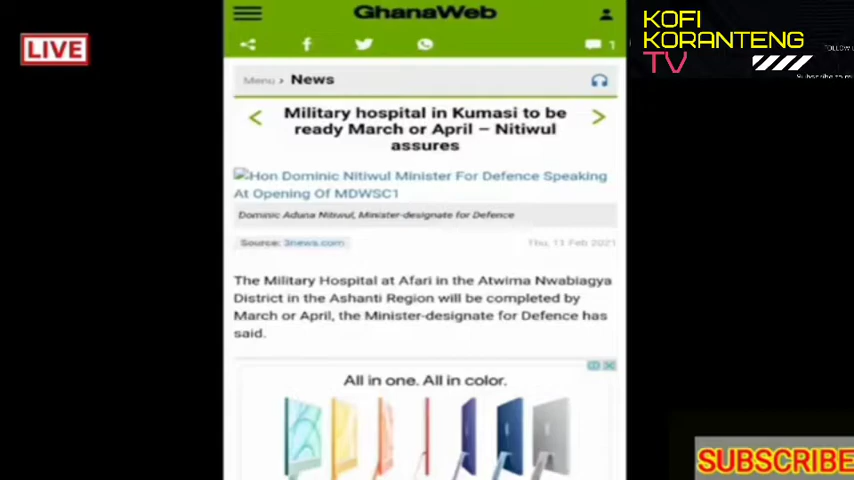 LIVE
GhanaWeb
KOFI
KORANTENG
TV
FOLLOW U
1
Menu > News
Military hospital in Kumasi to be
ready March or April – Nitiwul
assures
Hon Dominic Nitiwul Minister For Defence Speaking
At Opening Of MDWSC1
Dominic Aduna Nitiwul, Minister-designate for Defence
Source: 3news.com
Thu, 11 Feb 2021
The Military Hospital at Afari in the Atwima Nwabiagya
District in the Ashanti Region will be completed by
March or April, the Minister-designate for Defence has
said.
All in one. All in color.
SUBSCRIBE